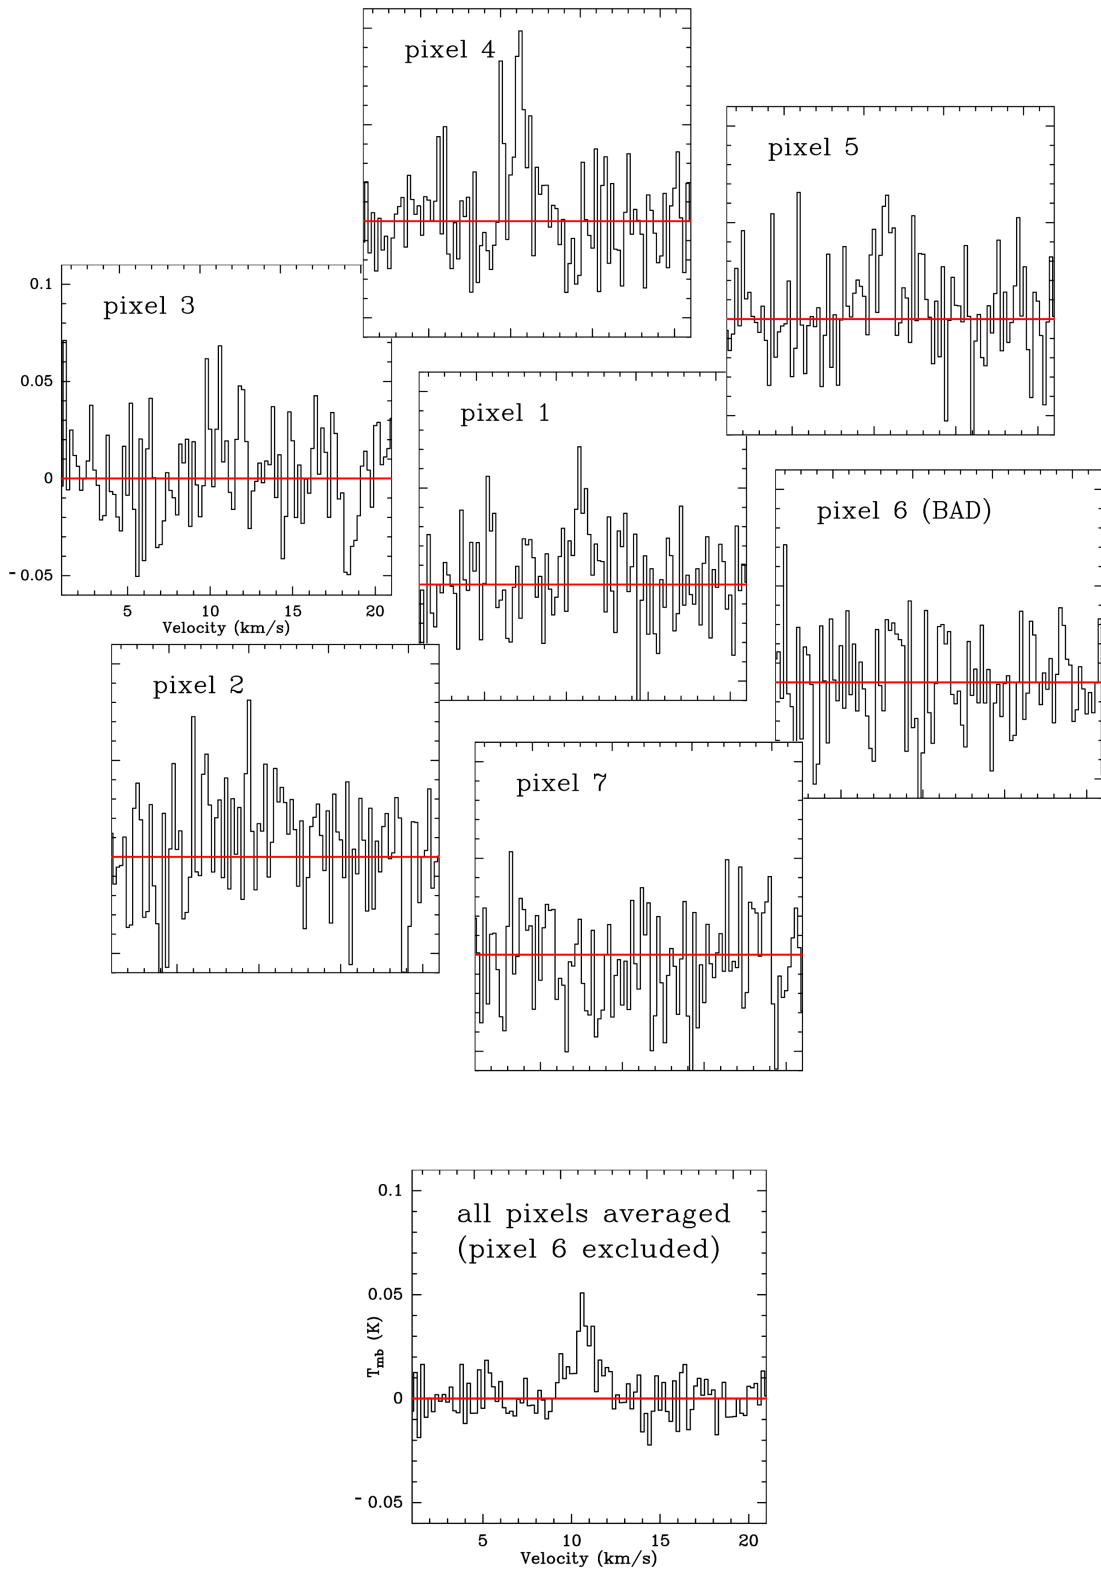 pixel 4
pixel 5
0.1
pixel 3
0.05
0
- 0.05
5 10 15 20
Velocity (km/s)
pixel 1
pixel 6 (BAD)
pixel 2
pixel 7
0.1
all pixels averaged
(pixel 6 excluded)
0.05
Tmb (K)
0
- 0.05
5 10 15 20
Velocity (km/s)